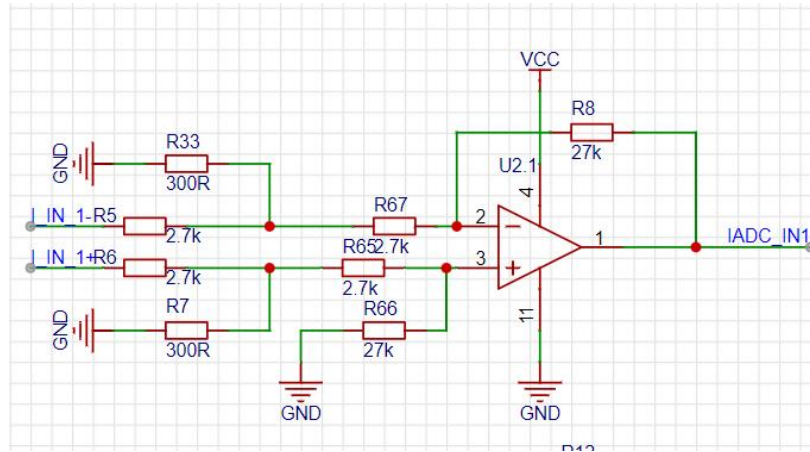 VCC
R8
27k
U2.1
4
R33
300R
GND
I_IN_1-
R5
2.7k
R67
2.7k
2
1
IADC_IN1
I_IN_1+
R6
2.7k
R65
2.7k
3
R7
300R
GND
R66
27k
11
GND
GND